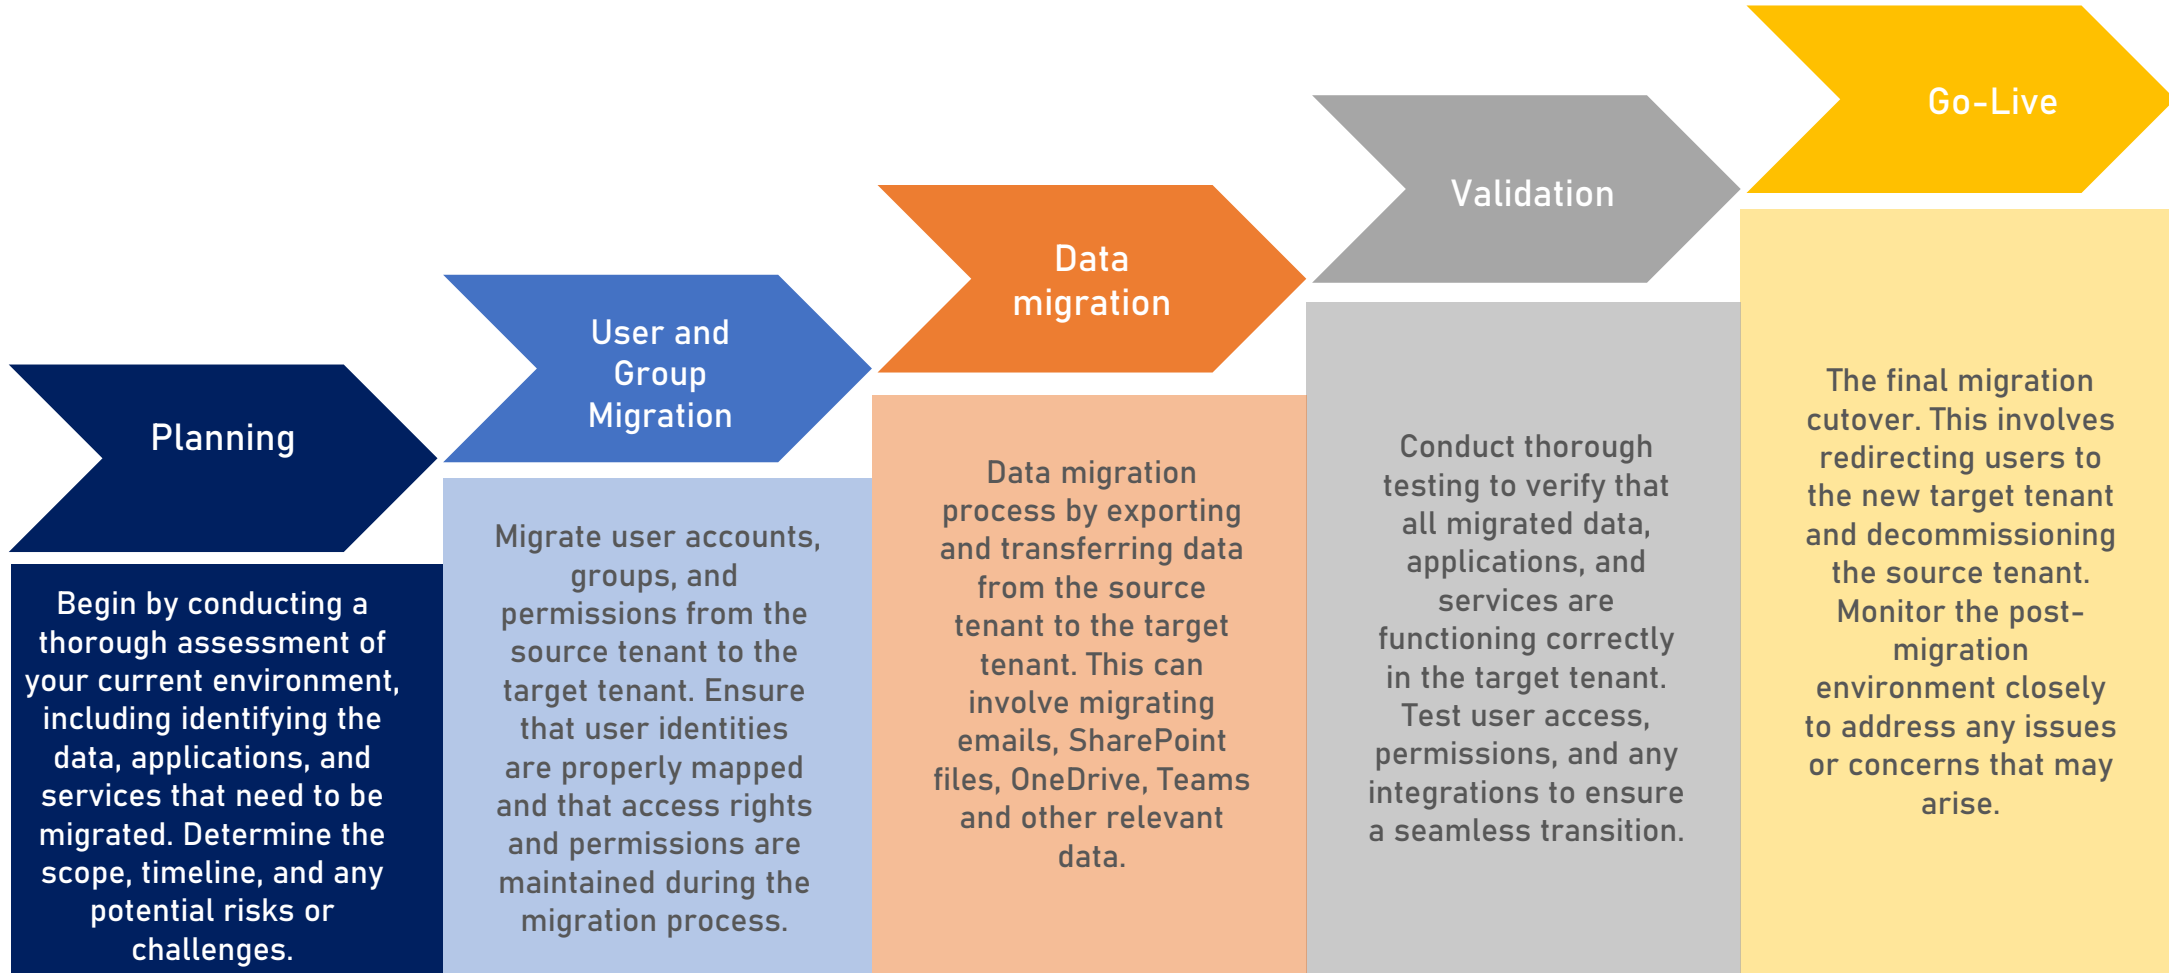 Planning
Begin by conducting a
thorough assessment of
your current environment,
including identifying the
data, applications, and
services that need to be
migrated. Determine the
scope, timeline, and any
potential risks or
challenges.
User and
Group
Migration
Migrate user accounts,
groups, and
permissions from the
source tenant to the
target tenant. Ensure
that user identities
are properly mapped
and that access rights
and permissions are
maintained during the
migration process.
Data
migration
Data migration
process by exporting
and transferring data
from the source
tenant to the target
tenant. This can
involve migrating
emails, SharePoint
files, OneDrive, Teams
and other relevant
data.
Validation
Conduct thorough
testing to verify that
all migrated data,
applications, and
services are
functioning correctly
in the target tenant.
Test user access,
permissions, and any
integrations to ensure
a seamless transition.
Go-Live
The final migration
cutover. This involves
redirecting users to
the new target tenant
and decommissioning
the source tenant.
Monitor the post-
migration
environment closely
to address any issues
or concerns that may
arise.